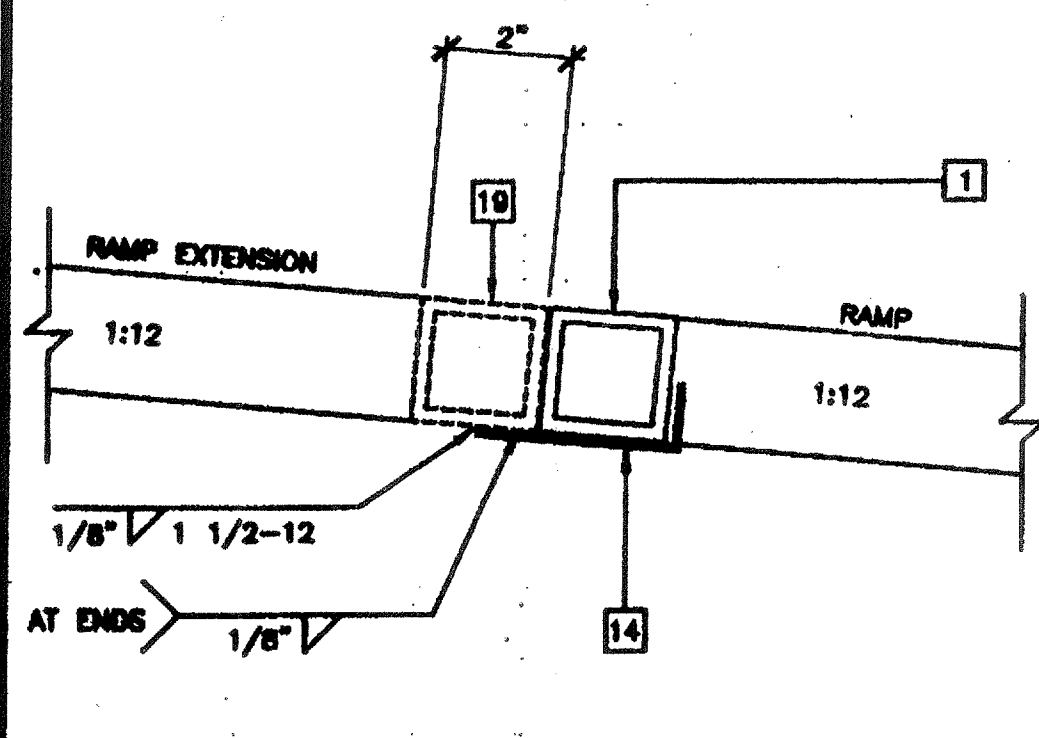 2"
19
1
RAMP EXTENSION
RAMP
1:12
1:12
1/8" 1 1/2-12
AT ENDS
1/8"
14